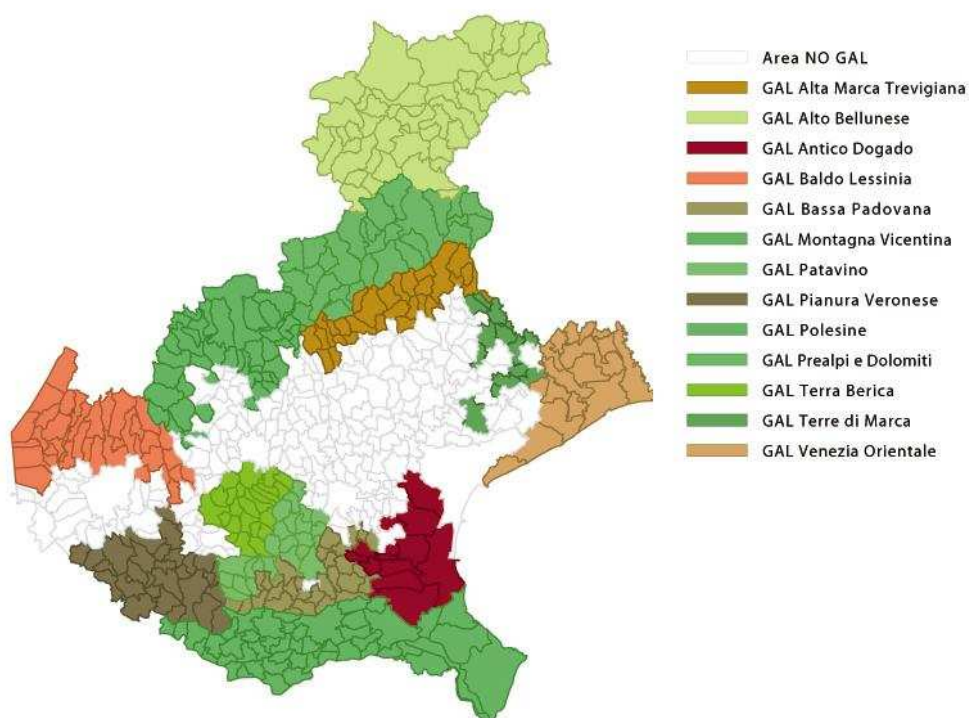 Area NO GAL
GAL Alta Marca Trevigiana
GAL Alto Bellunese
GAL Antico Dogado
GAL Baldo Lessinia
GAL Bassa Padovana
GAL Montagna Vicentina
GAL Patavino
GAL Pianura Veronese
GAL Polesine
GAL Prealpi e Dolomiti
GAL Terra Berica
GAL Terre di Marca
GAL Venezia Orientale